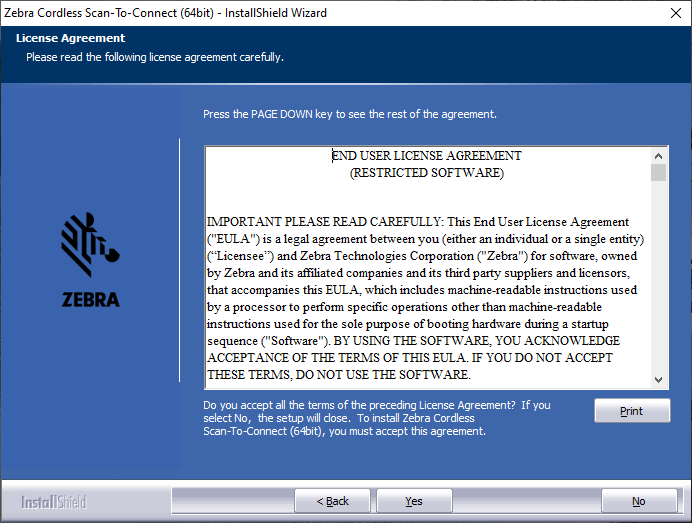 Zebra Cordless Scan-To-Connect (64bit) - InstallShield Wizard
License Agreement
Please read the following license agreement carefully.
Press the PAGE DOWN key to see the rest of the agreement.
END USER LICENSE AGREEMENT
(RESTRICTED SOFTWARE)
IMPORTANT PLEASE READ CAREFULLY: This End User License Agreement
("EULA") is a legal agreement between you (either an individual or a single entity)
(“Licensee”) and Zebra Technologies Corporation ("Zebra") for software, owned
by Zebra and its affiliated companies and its third party suppliers and licensors,
that accompanies this EULA, which includes machine-readable instructions used
by a processor to perform specific operations other than machine-readable
instructions used for the sole purpose of booting hardware during a startup
sequence ("Software"). BY USING THE SOFTWARE, YOU ACKNOWLEDGE
ACCEPTANCE OF THE TERMS OF THIS EULA. IF YOU DO NOT ACCEPT
THESE TERMS, DO NOT USE THE SOFTWARE.
ZEBRA
Do you accept all the terms of the preceding License Agreement? If you
select No, the setup will close. To install Zebra Cordless
Scan-To-Connect (64bit), you must accept this agreement.
Print
InstallShield
< Back
Yes
No